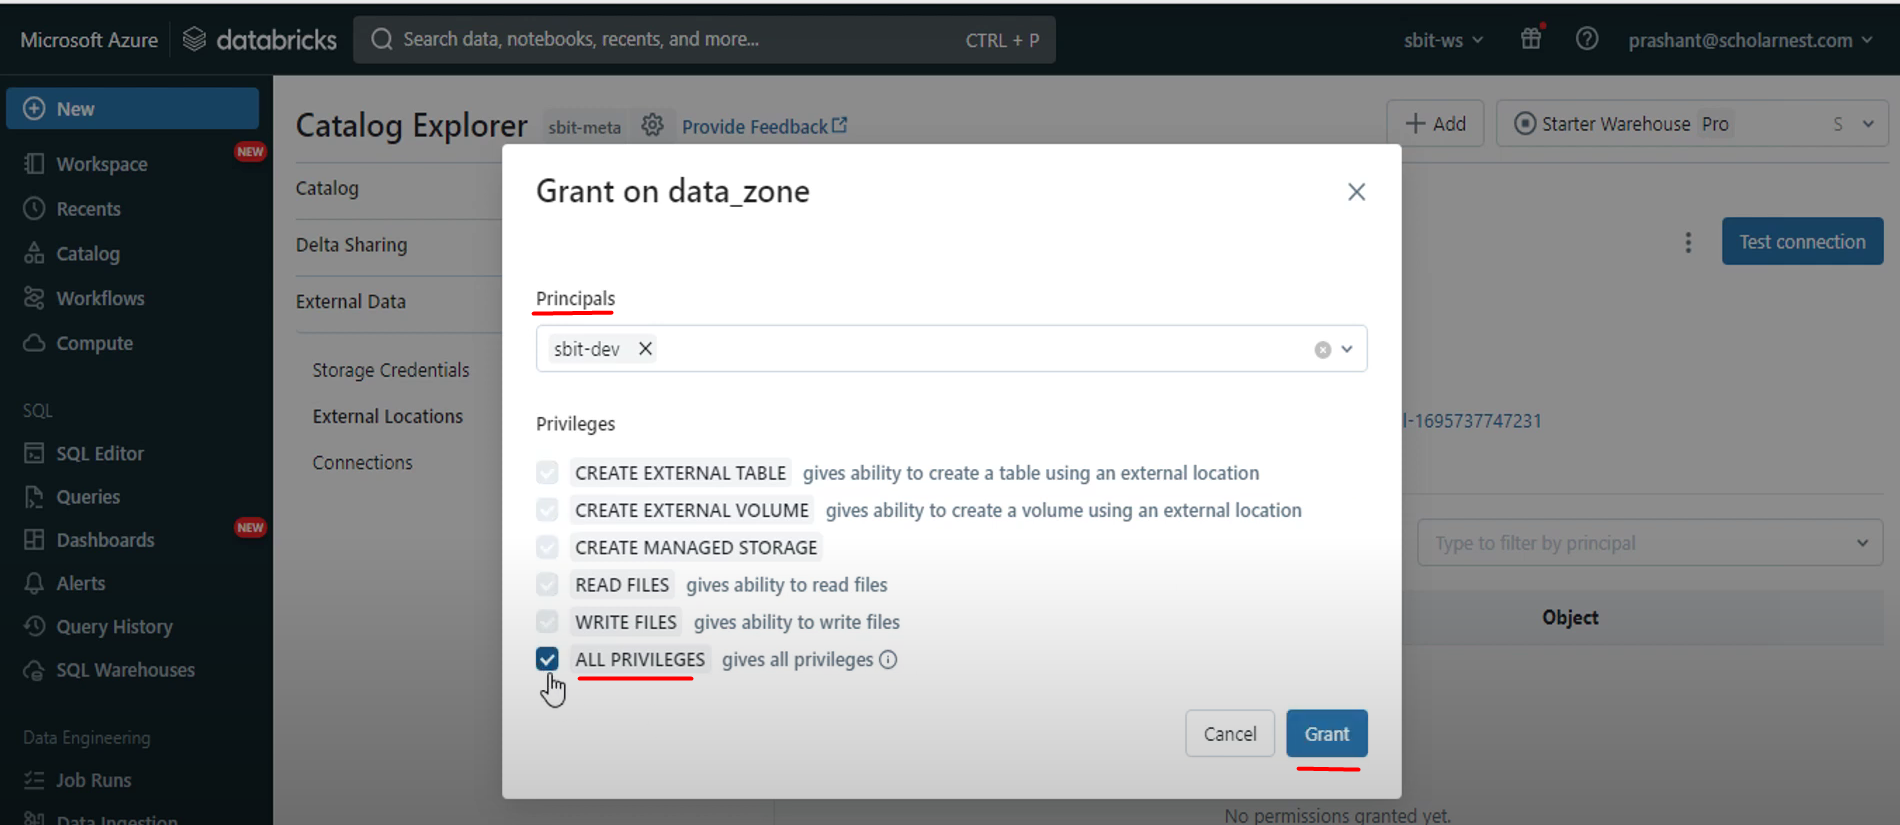 Microsoft Azure databricks Search data, notebooks, recents, and more... CTRL + P sbit-ws prashant@scholarnest.com
New
Workspace NEW
Recents
Catalog
Workflows
Compute
SQL
SQL Editor
Queries
Dashboards NEW
Alerts
Query History
SQL Warehouses
Data Engineering
Job Runs
Data Ingestion
Catalog Explorer sbit-meta Provide Feedback Add Starter Warehouse Pro S
Catalog
Delta Sharing
External Data
Storage Credentials
External Locations
Connections
Test connection
l-1695737747231
Type to filter by principal
Object
No permissions granted yet.
Grant on data_zone
Principals
sbit-dev
Privileges
CREATE EXTERNAL TABLE gives ability to create a table using an external location
CREATE EXTERNAL VOLUME gives ability to create a volume using an external location
CREATE MANAGED STORAGE
READ FILES gives ability to read files
WRITE FILES gives ability to write files
ALL PRIVILEGES gives all privileges
Cancel Grant